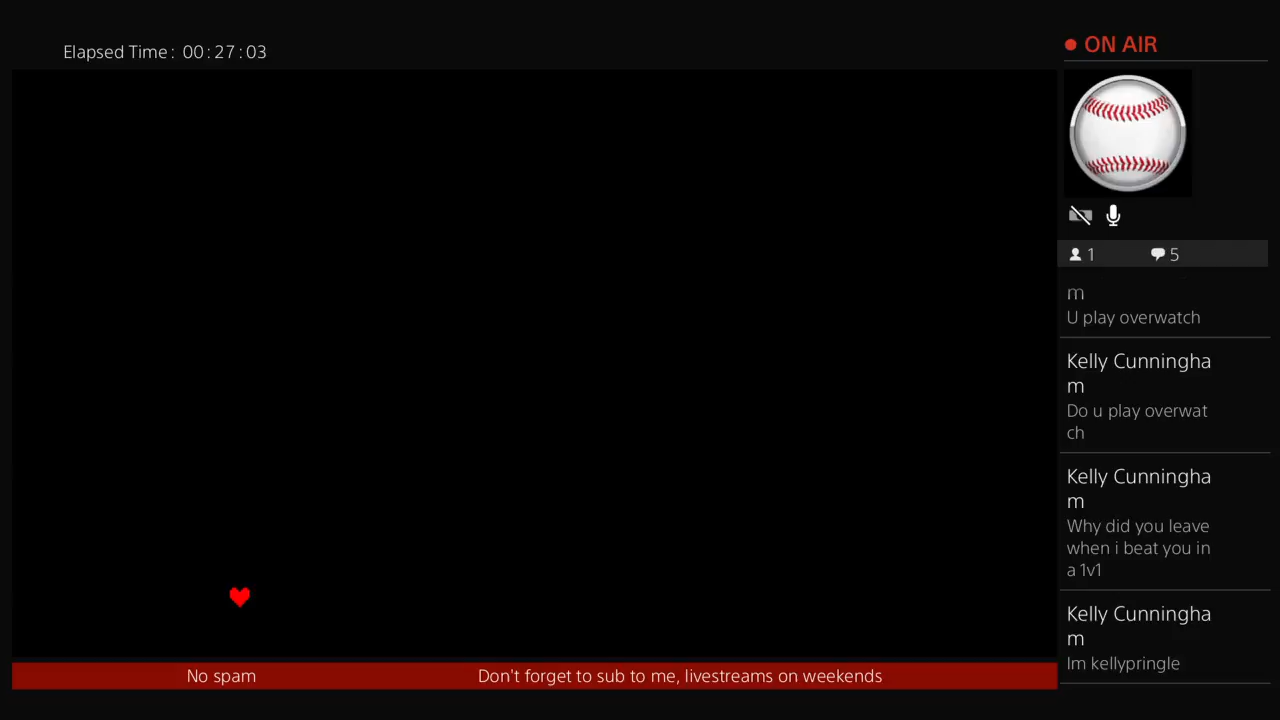 Elapsed Time: 00:27:03
ON AIR
1 5
m
U play overwatch
Kelly Cunningha
m
Do u play overwat
ch
Kelly Cunningha
m
Why did you leave
when i beat you in
a 1v1
Kelly Cunningha
m
Im kellypringle
No spam Don't forget to sub to me, livestreams on weekends